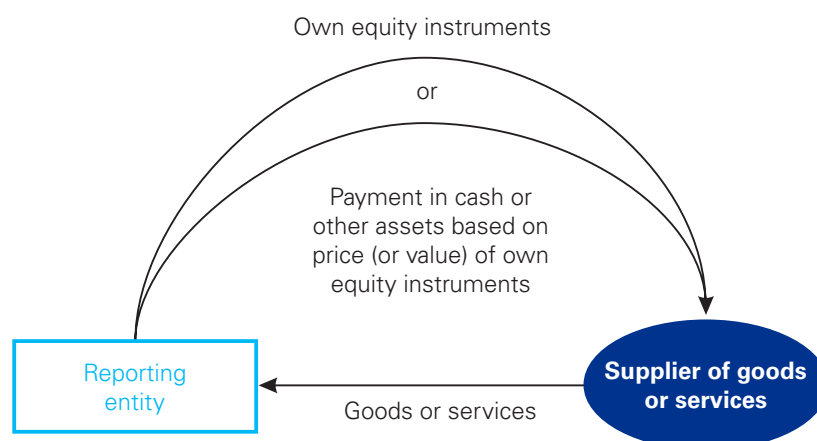 Own equity instruments
or
Payment in cash or
other assets based on
price (or value) of own
equity instruments
Reporting
entity
Supplier of goods
or services
Goods or services